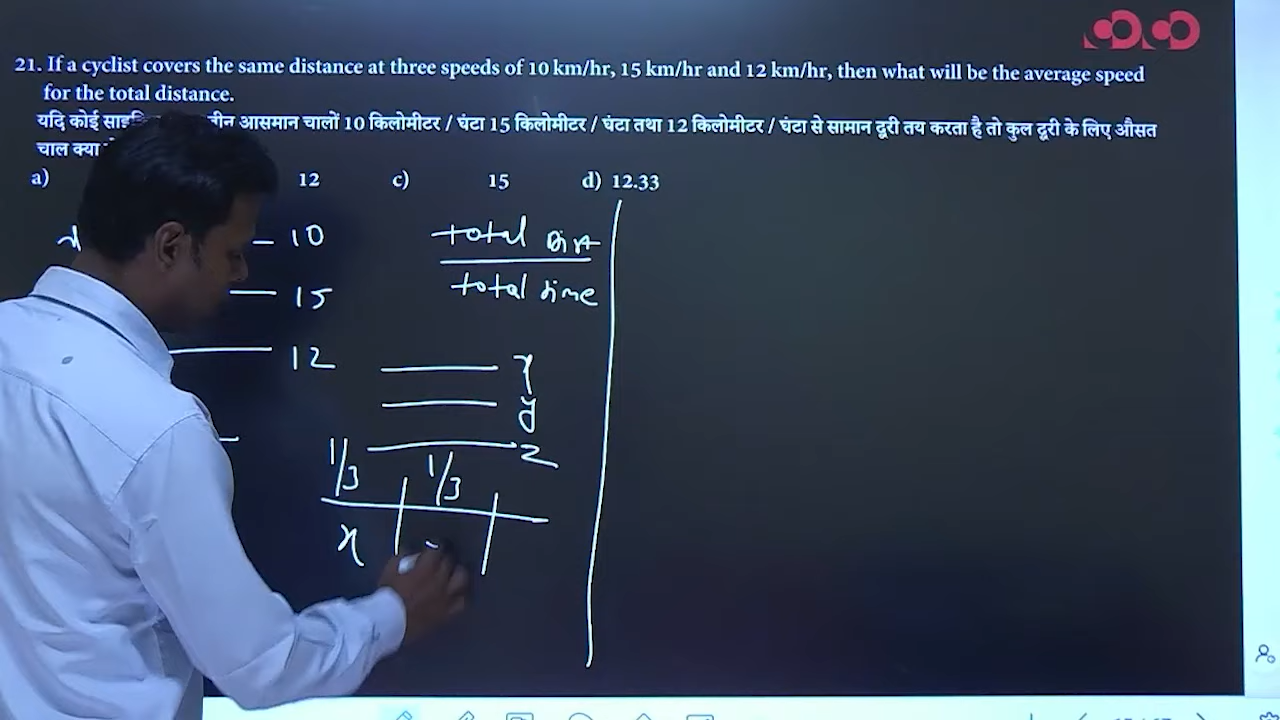 21. If a cyclist covers the same distance at three speeds of 10 km/hr, 15 km/hr and 12 km/hr, then what will be the average speed
for the total distance.
यदि कोई आसमान चालों 10 किलोमीटर / घंटा 15 किलोमीटर / घंटा तथा 12 किलोमीटर / घंटा से सामान दूरी तय करता है तो कुल दूरी के लिए औसत
चाल क्या
a) 12 c) 15 d) 12.33
10
total Dist
15
total time
12
x
y
z
1/3 1/3
x